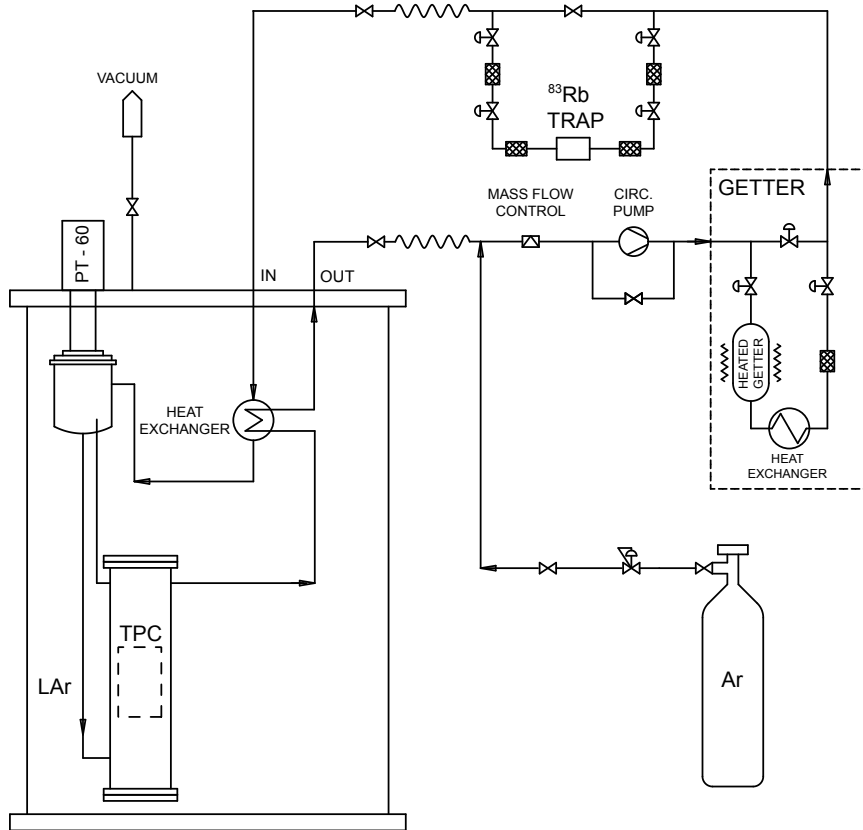 VACUUM
⁸³Rb
TRAP
MASS FLOW
CONTROL
CIRC.
PUMP
GETTER
PT - 60
IN
OUT
HEATED
GETTER
HEAT
EXCHANGER
HEAT
EXCHANGER
TPC
LAr
Ar